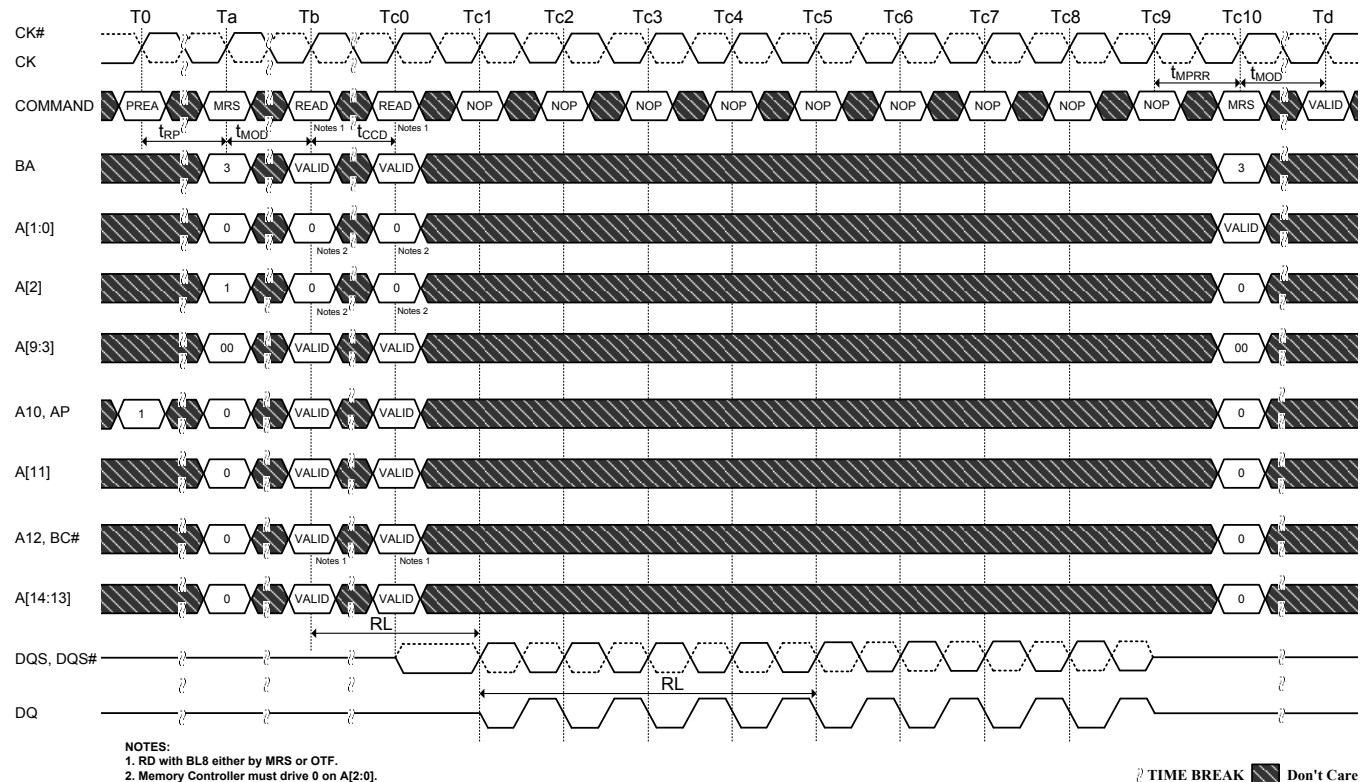 T0 Ta Tb Tc0 Tc1 Tc2 Tc3 Tc4 Tc5 Tc6 Tc7 Tc8 Tc9 Tc10 Td
CK#
CK
tMPRR tMOD
COMMAND PREA MRS READ READ NOP NOP NOP NOP NOP NOP NOP NOP NOP MRS VALID
Notes 1 Notes 1
tRP tMOD tCCD
BA 3 VALID VALID 3
A[1:0] 0 0 0 VALID
Notes 2 Notes 2
A[2] 1 0 0 0
Notes 2 Notes 2
A[9:3] 00 VALID VALID 00
A10, AP 1 0 VALID VALID 0
A[11] 0 VALID VALID 0
A12, BC# 0 VALID VALID 0
Notes 1 Notes 1
A[14:13] 0 VALID VALID 0
RL
DQS, DQS#
RL
DQ
NOTES:
1. RD with BL8 either by MRS or OTF.
2. Memory Controller must drive 0 on A[2:0].
TIME BREAK Don't Care